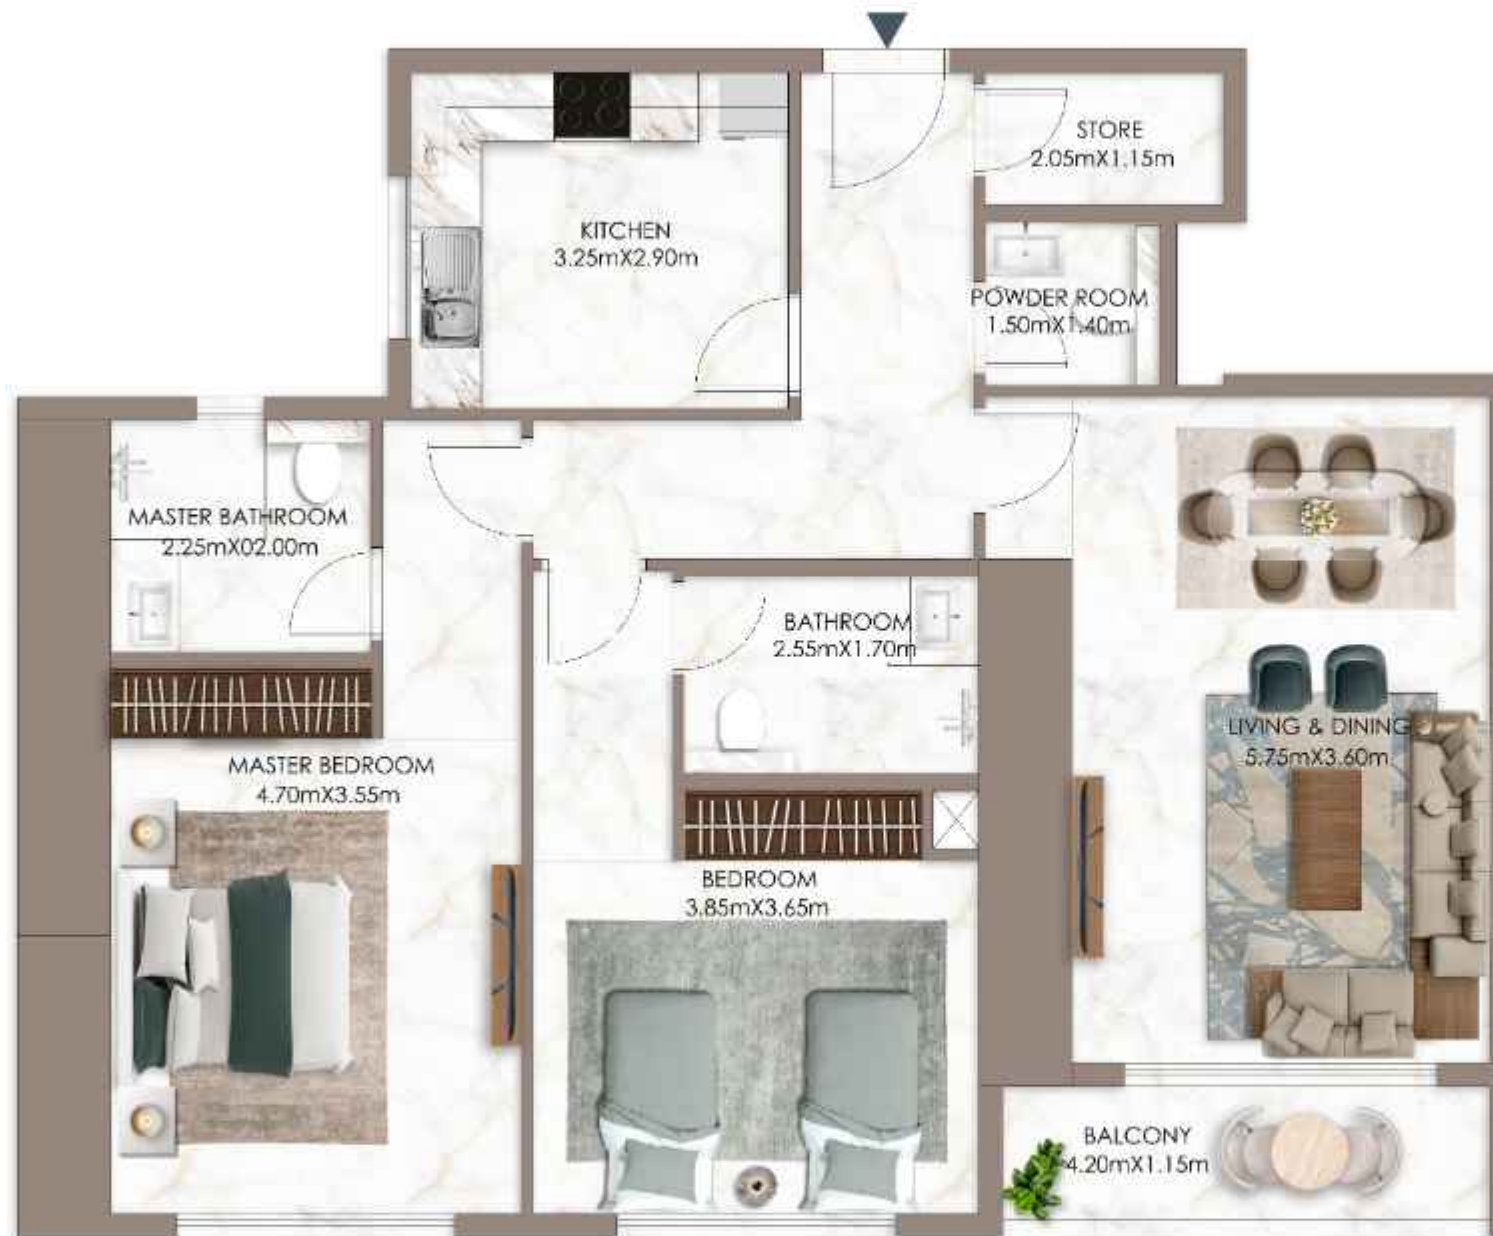 STORE
2.05mX1.15m
KITCHEN
3.25mX2.90m
POWDER ROOM
1.50mX1.40m
MASTER BATHROOM
2.25mX02.00m
BATHROOM
2.55mX1.70m
LIVING & DINING
5.75mX3.60m
MASTER BEDROOM
4.70mX3.55m
BEDROOM
3.85mX3.65m
BALCONY
4.20mX1.15m